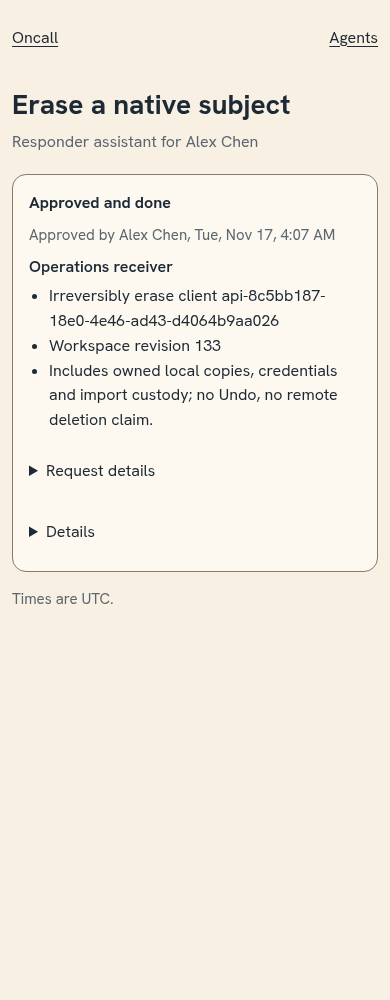 Oncall
Agents
Erase a native subject
Responder assistant for Alex Chen
Approved and done
Approved by Alex Chen, Tue, Nov 17, 4:07 AM
Operations receiver
• Irreversibly erase client api-8c5bb187-
18e0-4e46-ad43-d4064b9aa026
• Workspace revision 133
• Includes owned local copies, credentials
and import custody; no Undo, no remote
deletion claim.
▶ Request details
▶ Details
Times are UTC.